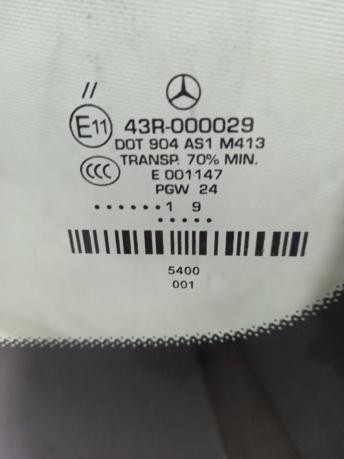 //
E11 43R-000029
DOT 904 AS1 M413
CCC TRANSP. 70% MIN.
E 001147
PGW 24
......1 9
.....
5400
001